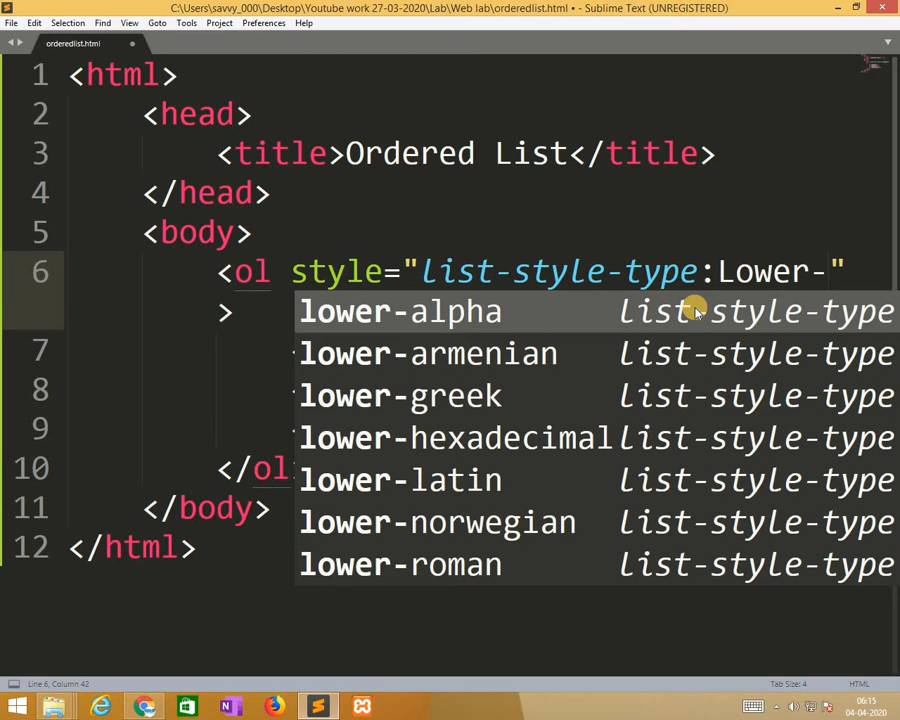 C:\Users\savvy_000\Desktop\Youtube work 27-03-2020\Lab\Web lab\orderedlist.html • - Sublime Text (UNREGISTERED)
File Edit Selection Find View Goto Tools Project Preferences Help
orderedlist.html
1 <html>
2 <head>
3 <title>Ordered List</title>
4 </head>
5 <body>
6 <ol style="list-style-type:Lower-"
>
lower-alpha list-style-type
lower-armenian list-style-type
7
lower-greek list-style-type
8
lower-hexadecimal list-style-type
9
lower-latin list-style-type
10 </ol
lower-norwegian list-style-type
11 </body>
lower-roman list-style-type
12 </html>
Line 6, Column 42
Tab Size: 4
HTML
06:15
04-04-2020